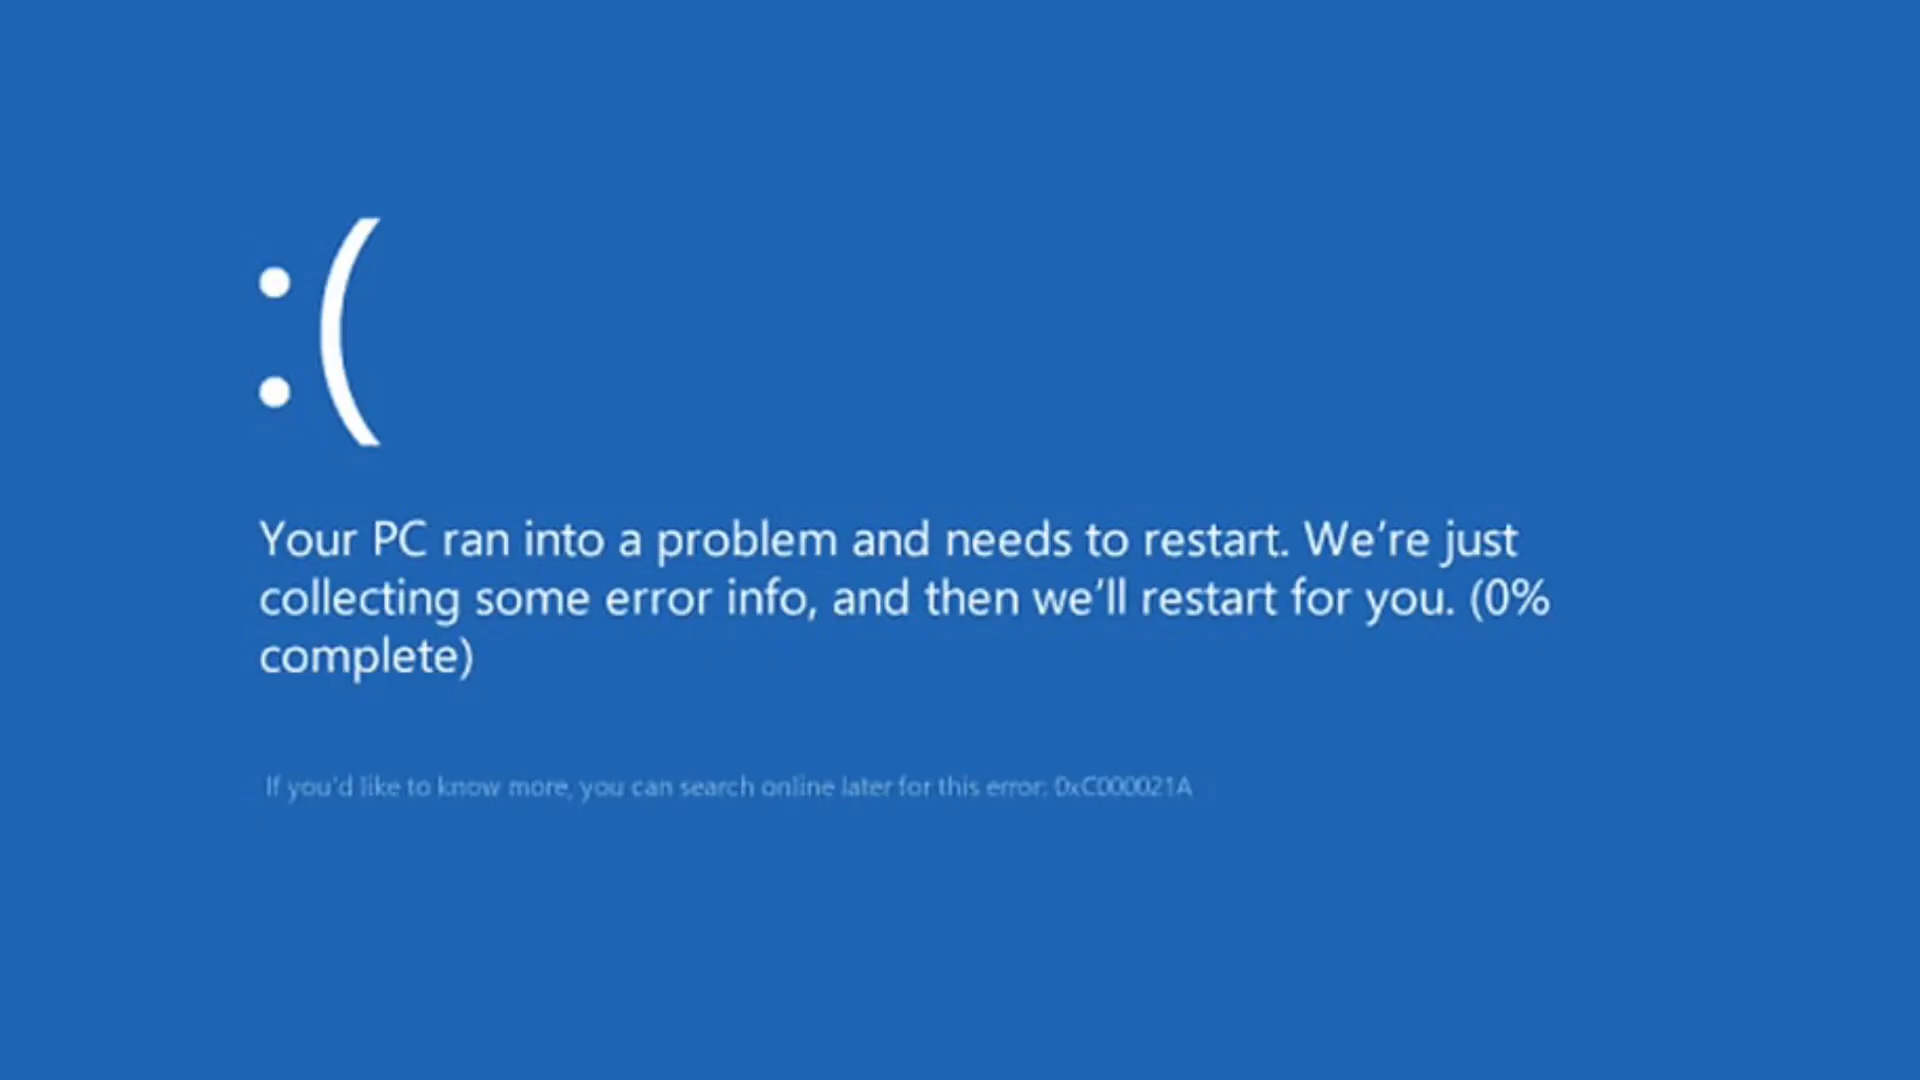 :(
Your PC ran into a problem and needs to restart. We're just
collecting some error info, and then we'll restart for you. (0%
complete)
If you'd like to know more, you can search online later for this error: 0xC000021A